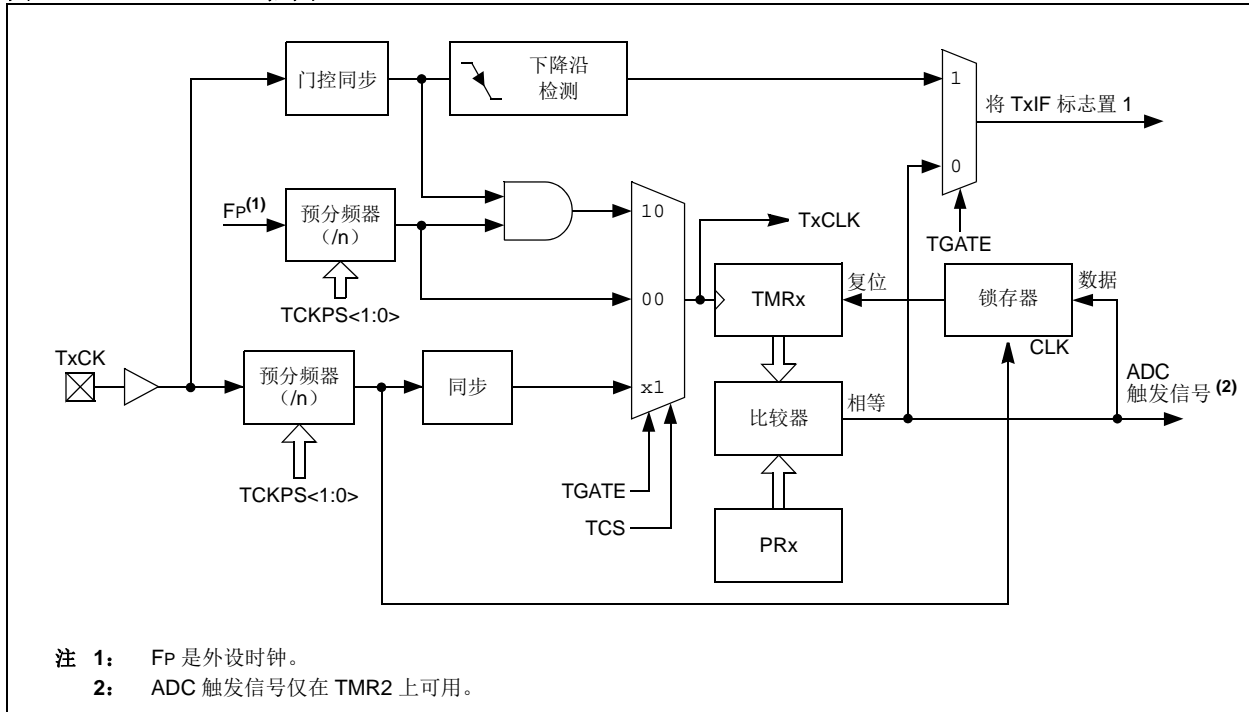 门控同步
下降沿
检测
1
将 TxIF 标志置 1
0
TGATE
FP(1)
预分频器
（/n）
TCKPS<1:0>
10
00
x1
TxCLK
TMRx
复位
锁存器
数据
CLK
TxCK
预分频器
（/n）
TCKPS<1:0>
同步
比较器
相等
ADC
触发信号 (2)
TGATE
TCS
PRx
注 1： FP 是外设时钟。
2： ADC 触发信号仅在 TMR2 上可用。